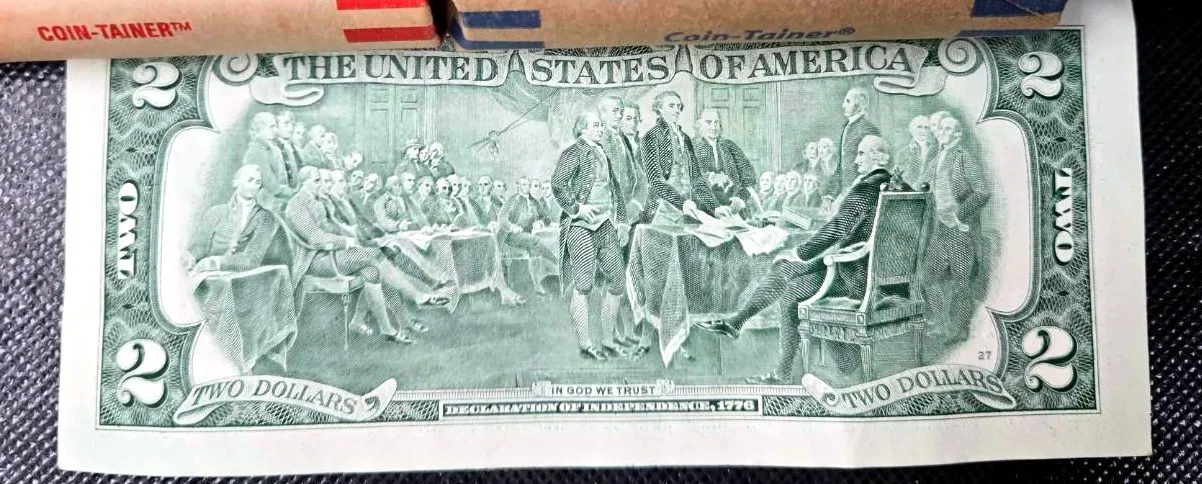 COIN-TAINER™
Coin-Tainer®
2 THE UNITED STATES OF AMERICA 2
TWO
TWO
27
2 TWO DOLLARS
TWO DOLLARS 2
IN GOD WE TRUST
DECLARATION OF INDEPENDENCE, 1776